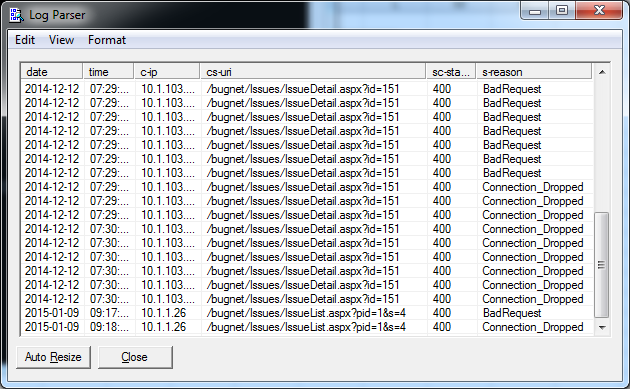 Log Parser
Edit View Format
date time c-ip cs-uri sc-sta... s-reason
2014-12-12 07:29:... 10.1.103.... /bugnet/Issues/IssueDetail.aspx?id=151 400 BadRequest
2014-12-12 07:29:... 10.1.103.... /bugnet/Issues/IssueDetail.aspx?id=151 400 BadRequest
2014-12-12 07:29:... 10.1.103.... /bugnet/Issues/IssueDetail.aspx?id=151 400 BadRequest
2014-12-12 07:29:... 10.1.103.... /bugnet/Issues/IssueDetail.aspx?id=151 400 BadRequest
2014-12-12 07:29:... 10.1.103.... /bugnet/Issues/IssueDetail.aspx?id=151 400 BadRequest
2014-12-12 07:29:... 10.1.103.... /bugnet/Issues/IssueDetail.aspx?id=151 400 BadRequest
2014-12-12 07:29:... 10.1.103.... /bugnet/Issues/IssueDetail.aspx?id=151 400 BadRequest
2014-12-12 07:29:... 10.1.103.... /bugnet/Issues/IssueDetail.aspx?id=151 400 Connection_Dropped
2014-12-12 07:29:... 10.1.103.... /bugnet/Issues/IssueDetail.aspx?id=151 400 Connection_Dropped
2014-12-12 07:29:... 10.1.103.... /bugnet/Issues/IssueDetail.aspx?id=151 400 Connection_Dropped
2014-12-12 07:30:... 10.1.103.... /bugnet/Issues/IssueDetail.aspx?id=151 400 Connection_Dropped
2014-12-12 07:30:... 10.1.103.... /bugnet/Issues/IssueDetail.aspx?id=151 400 Connection_Dropped
2014-12-12 07:30:... 10.1.103.... /bugnet/Issues/IssueDetail.aspx?id=151 400 Connection_Dropped
2014-12-12 07:30:... 10.1.103.... /bugnet/Issues/IssueDetail.aspx?id=151 400 Connection_Dropped
2014-12-12 07:30:... 10.1.103.... /bugnet/Issues/IssueDetail.aspx?id=151 400 Connection_Dropped
2014-12-12 07:30:... 10.1.103.... /bugnet/Issues/IssueDetail.aspx?id=151 400 Connection_Dropped
2015-01-09 09:17:... 10.1.1.26 /bugnet/Issues/IssueList.aspx?pid=1&s=4 400 BadRequest
2015-01-09 09:18:... 10.1.1.26 /bugnet/Issues/IssueList.aspx?pid=1&s=4 400 Connection_Dropped
Auto Resize Close